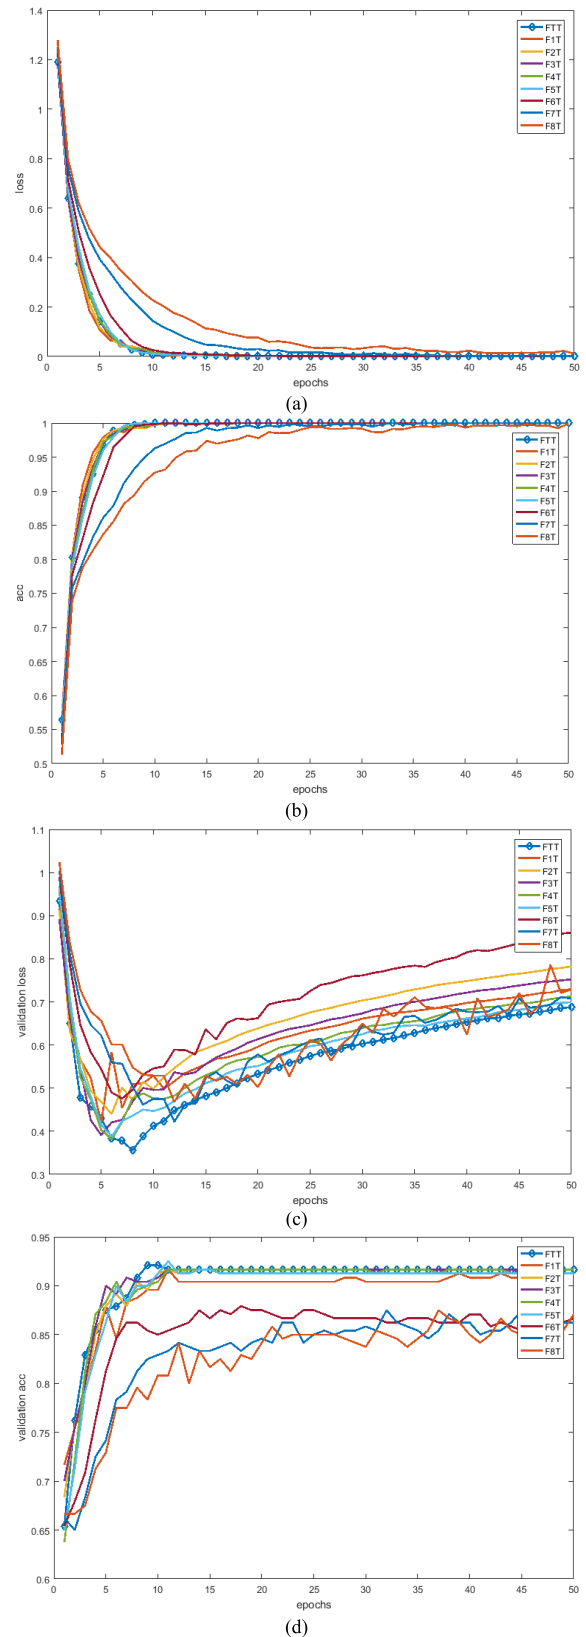 1.4
1.2
1
0.8
0.6
0.4
0.2
0
loss
0 5 10 15 20 25 30 35 40 45 50
epochs
FTT
F1T
F2T
F3T
F4T
F5T
F6T
F7T
F8T
(a)
1
0.95
0.9
0.85
0.8
0.75
0.7
0.65
0.6
0.55
0.5
acc
0 5 10 15 20 25 30 35 40 45 50
epochs
FTT
F1T
F2T
F3T
F4T
F5T
F6T
F7T
F8T
(b)
1.1
1
0.9
0.8
0.7
0.6
0.5
0.4
0.3
validation loss
0 5 10 15 20 25 30 35 40 45 50
epochs
FTT
F1T
F2T
F3T
F4T
F5T
F6T
F7T
F8T
(c)
0.95
0.9
0.85
0.8
0.75
0.7
0.65
0.6
validation acc
0 5 10 15 20 25 30 35 40 45 50
epochs
FTT
F1T
F2T
F3T
F4T
F5T
F6T
F7T
F8T
(d)